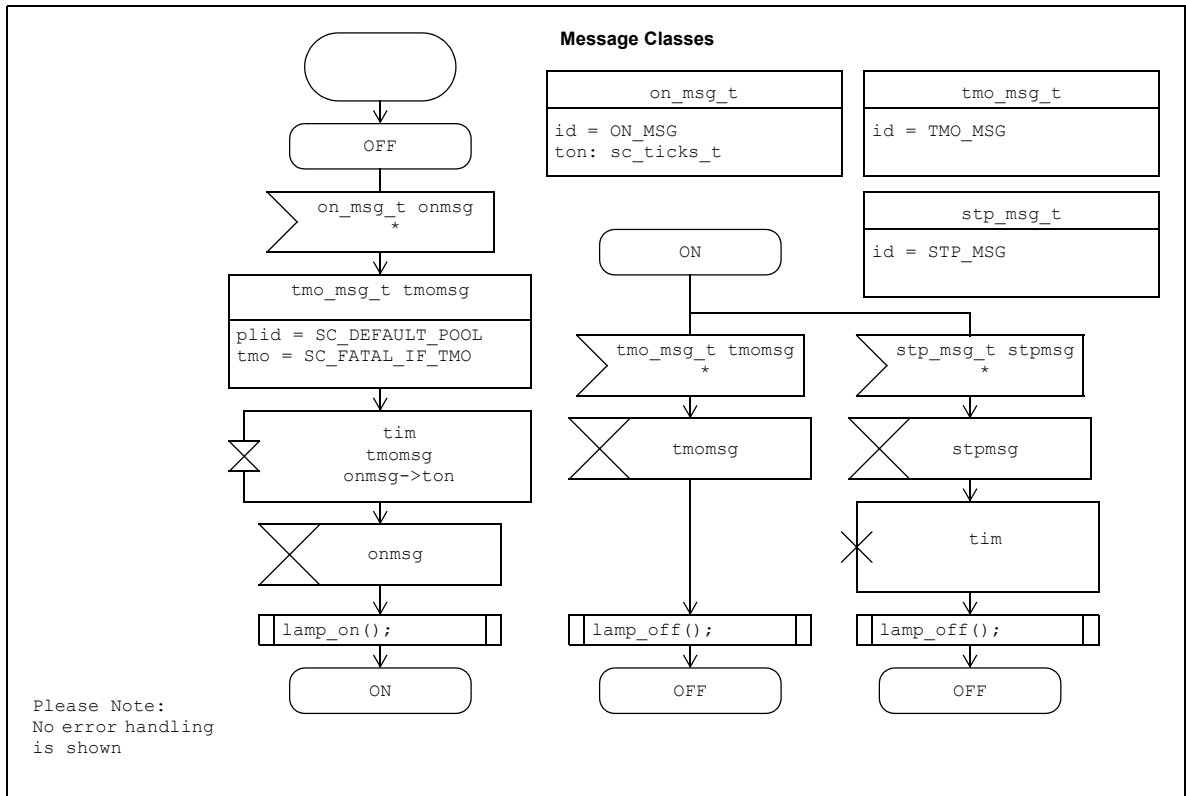 Message Classes
on_msg_t
id = ON_MSG
ton: sc_ticks_t
tmo_msg_t
id = TMO_MSG
stp_msg_t
id = STP_MSG
OFF
on_msg_t onmsg
*
tmo_msg_t tmomsg
plid = SC_DEFAULT_POOL
tmo = SC_FATAL_IF_TMO
tim
tmomsg
onmsg->ton
onmsg
lamp_on();
ON
ON
tmo_msg_t tmomsg
*
tmomsg
lamp_off();
OFF
stp_msg_t stpmsg
*
stpmsg
tim
lamp_off();
OFF
Please Note:
No error handling
is shown